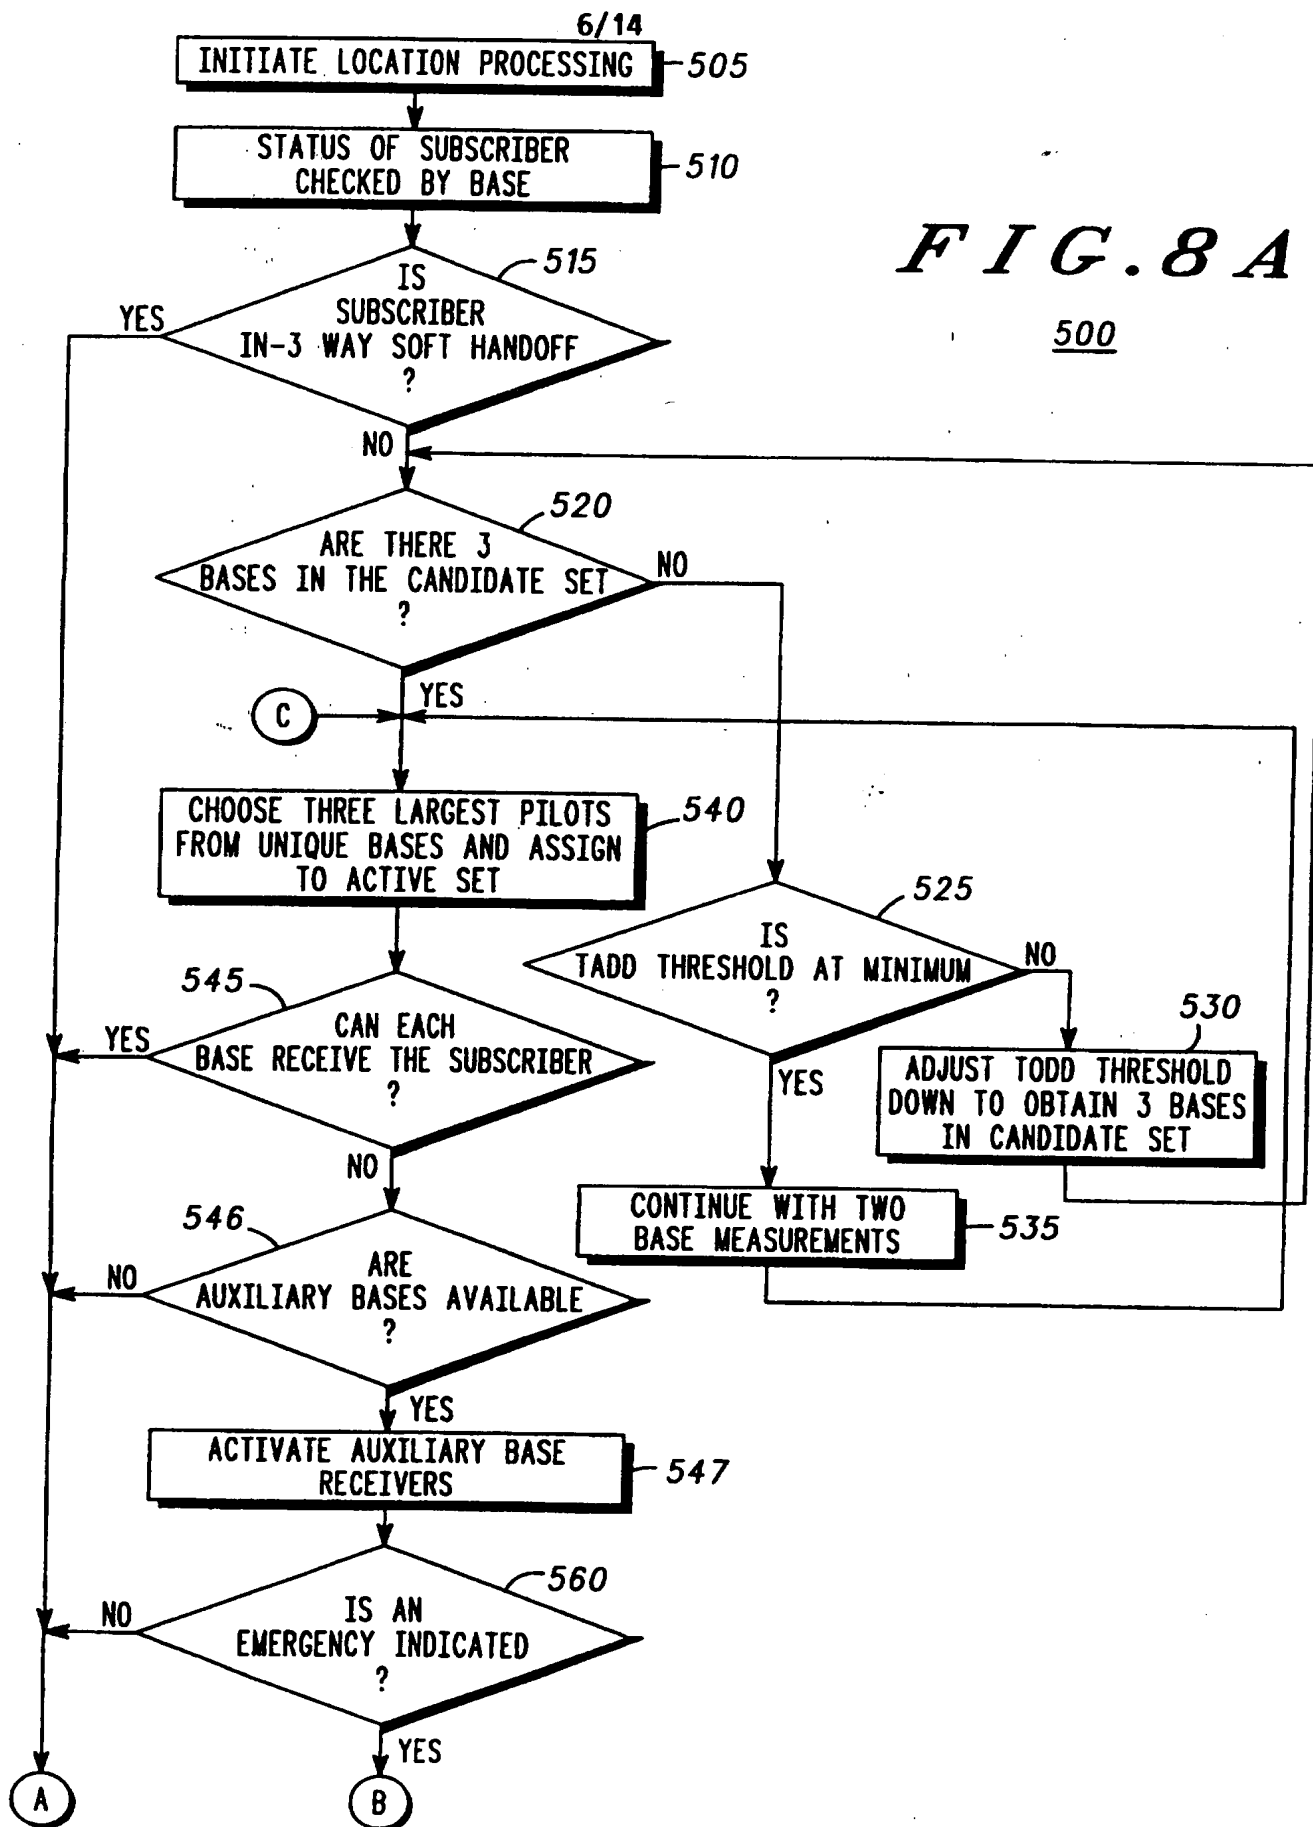 6/14
INITIATE LOCATION PROCESSING
505
STATUS OF SUBSCRIBER
CHECKED BY BASE
510
FIG. 8A
500
515
IS
SUBSCRIBER
IN-3 WAY SOFT HANDOFF
?
YES
NO
520
ARE THERE 3
BASES IN THE CANDIDATE SET
?
NO
YES
C
CHOOSE THREE LARGEST PILOTS
FROM UNIQUE BASES AND ASSIGN
TO ACTIVE SET
540
525
IS
TADD THRESHOLD AT MINIMUM
?
NO
YES
530
ADJUST TODD THRESHOLD
DOWN TO OBTAIN 3 BASES
IN CANDIDATE SET
545
CAN EACH
BASE RECEIVE THE SUBSCRIBER
?
YES
NO
CONTINUE WITH TWO
BASE MEASUREMENTS
535
546
ARE
AUXILIARY BASES AVAILABLE
?
NO
YES
ACTIVATE AUXILIARY BASE
RECEIVERS
547
560
IS AN
EMERGENCY INDICATED
?
NO
YES
A
B